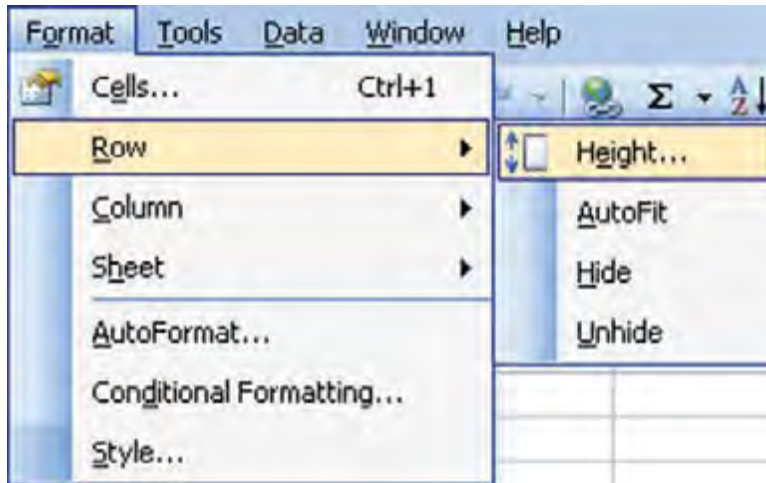 Format Tools Data Window Help
Cells... Ctrl+1
Row
Column
Sheet
AutoFormat...
Conditional Formatting...
Style...
Σ AZ
Height...
AutoFit
Hide
Unhide